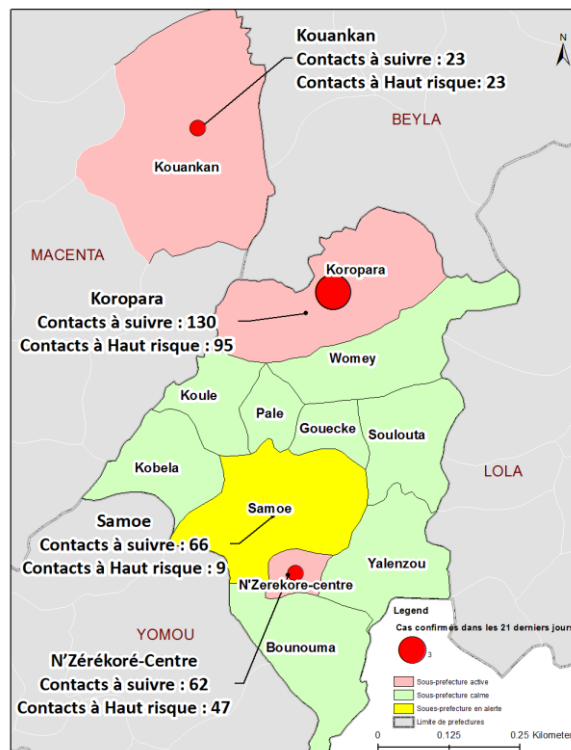 Kouankan
Contacts à suivre : 23
Contacts à Haut risque: 23
N
BEYLA
Kouankan
MACENTA
Koropara
Koropara
Contacts à suivre : 130
Contacts à Haut risque : 95
Womey
Koule
Pale
Gouecke
Soulouta
Kobela
LOLA
Samoe
Samoe
Contacts à suivre : 66
Contacts à Haut risque : 9
Yalenzou
N'Zerekore-centre
YOMOU
Bounouma
N'Zérékoré-Centre
Contacts à suivre : 62
Contacts à Haut risque : 47
Legend
Cas confirmés dans les 21 derniers jours
3
Sous-prefecture active
Sous-prefecture calme
Soues-prefecture en alerte
Limite de prefectures
0 0.125 0.25 Kilometer